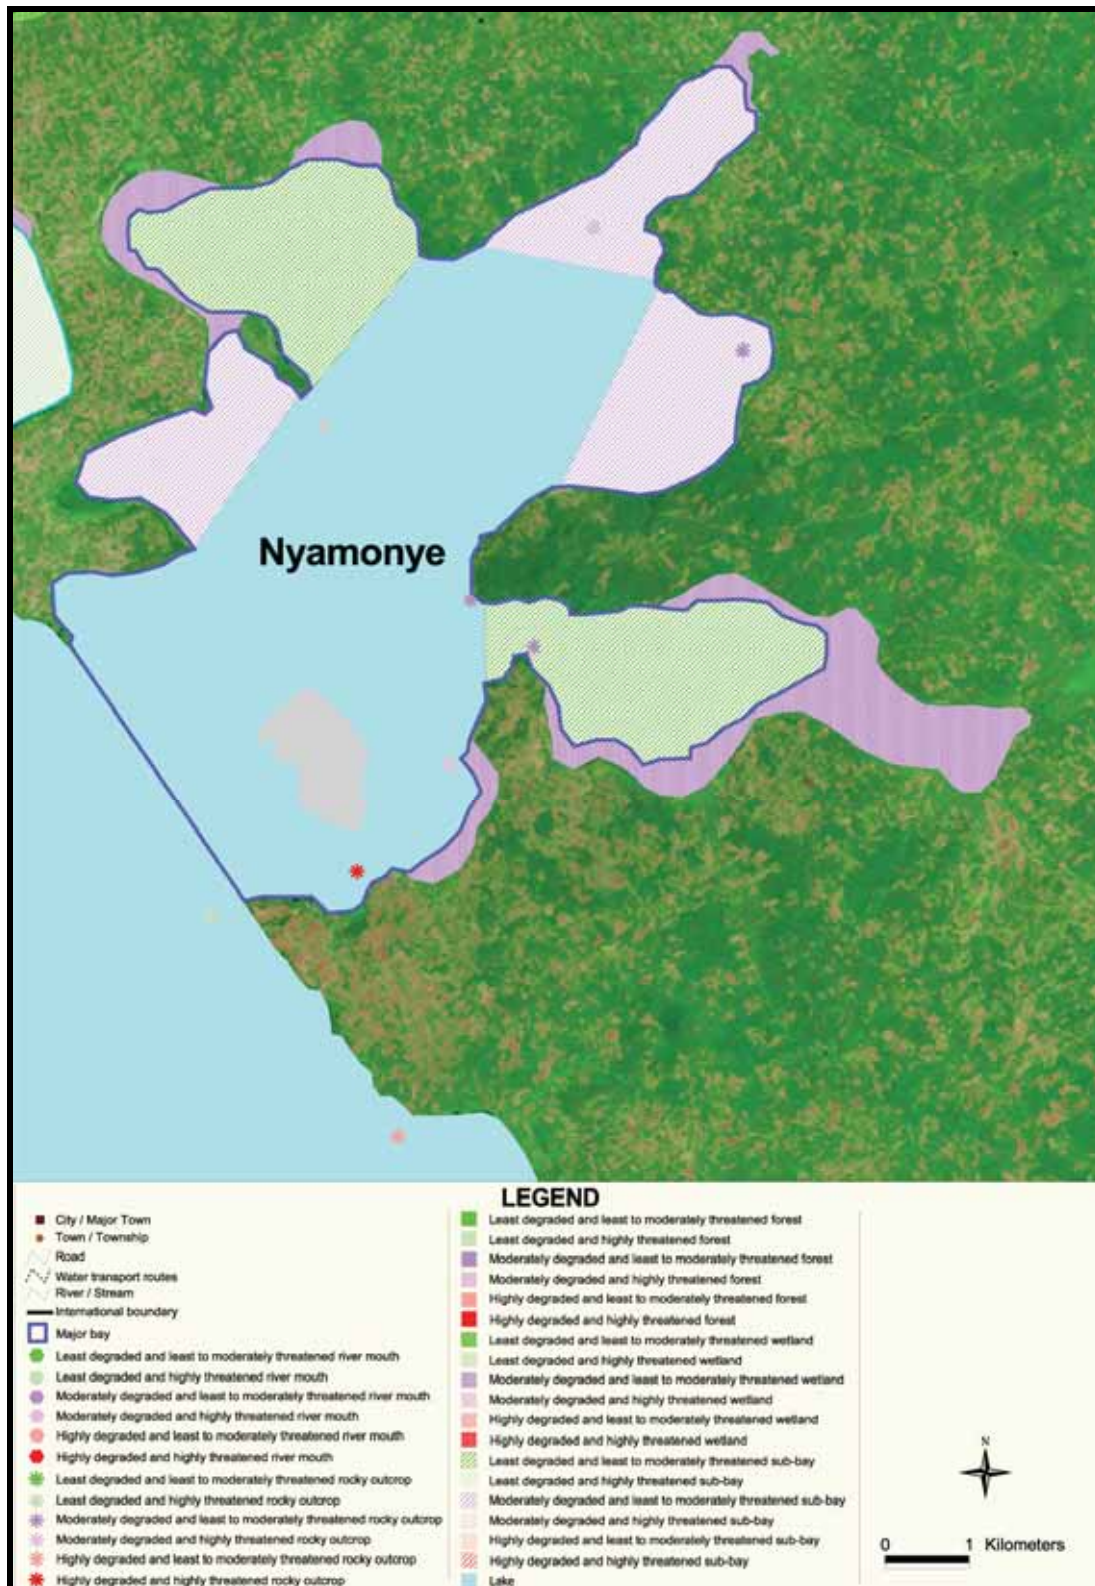 Nyamonye
LEGEND
City / Major Town
Town / Township
Road
Water transport routes
River / Stream
International boundary
Major bay
Least degraded and least to moderately threatened river mouth
Least degraded and highly threatened river mouth
Moderately degraded and least to moderately threatened river mouth
Moderately degraded and highly threatened river mouth
Highly degraded and least to moderately threatened river mouth
Highly degraded and highly threatened river mouth
Least degraded and least to moderately threatened rocky outcrop
Least degraded and highly threatened rocky outcrop
Moderately degraded and least to moderately threatened rocky outcrop
Moderately degraded and highly threatened rocky outcrop
Highly degraded and least to moderately threatened rocky outcrop
Highly degraded and highly threatened rocky outcrop
Least degraded and least to moderately threatened forest
Least degraded and highly threatened forest
Moderately degraded and least to moderately threatened forest
Moderately degraded and highly threatened forest
Highly degraded and least to moderately threatened forest
Highly degraded and highly threatened forest
Least degraded and least to moderately threatened wetland
Least degraded and highly threatened wetland
Moderately degraded and least to moderately threatened wetland
Moderately degraded and highly threatened wetland
Highly degraded and least to moderately threatened wetland
Highly degraded and highly threatened wetland
Least degraded and least to moderately threatened sub-bay
Least degraded and highly threatened sub-bay
Moderately degraded and least to moderately threatened sub-bay
Moderately degraded and highly threatened sub-bay
Highly degraded and least to moderately threatened sub-bay
Highly degraded and highly threatened sub-bay
Lake
N
0 1 Kilometers